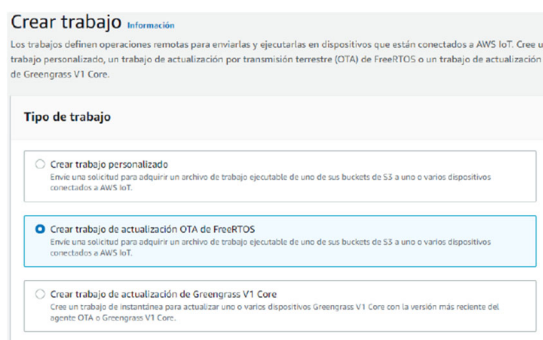 Crear trabajo Información
Los trabajos definen operaciones remotas para enviarlas y ejecutarlas en dispositivos que están conectados a AWS IoT. Cree u
trabajo personalizado, un trabajo de actualización por transmisión terrestre (OTA) de FreeRTOS o un trabajo de actualización
de Greengrass V1 Core.
Tipo de trabajo
Crear trabajo personalizado
Envíe una solicitud para adquirir un archivo de trabajo ejecutable de uno de sus buckets de S3 a uno o varios dispositivos
conectados a AWS IoT.
Crear trabajo de actualización OTA de FreeRTOS
Envíe una solicitud para adquirir un archivo de trabajo ejecutable de uno de sus buckets de S3 a uno o varios dispositivos
conectados a AWS IoT.
Crear trabajo de actualización de Greengrass V1 Core
Cree un trabajo de instantánea para actualizar uno o varios dispositivos Greengrass V1 Core con la versión más reciente del
agente OTA o Greengrass V1 Core.